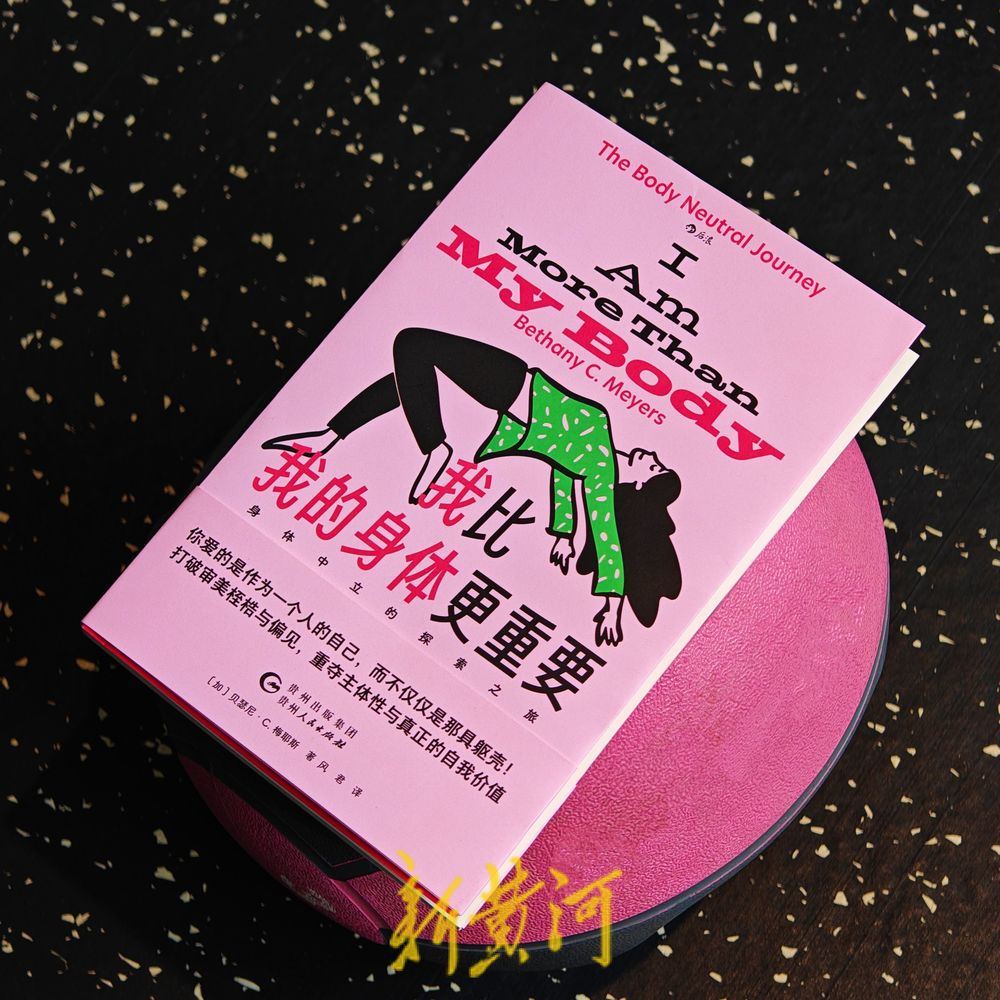 The Body Neutral Journey
后浪
I
Am
More Than
My Body
Bethany C. Meyers
我比
我的身体更重要
身体中立的探索之旅
你爱的是作为一个人的自己，而不仅仅是那具躯壳！
打破审美桎梏与偏见，重夺主体性与真正的自我价值
贵州出版集团
贵州人民出版社
[加] 贝瑟尼·C. 梅耶斯 著 风君 译
新黄河